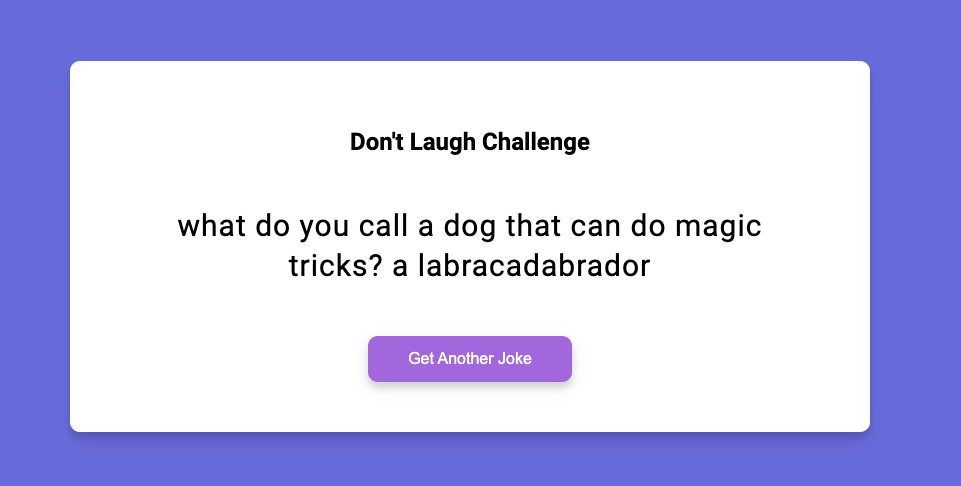 Don't Laugh Challenge
what do you call a dog that can do magic
tricks? a labracadabrador
Get Another Joke